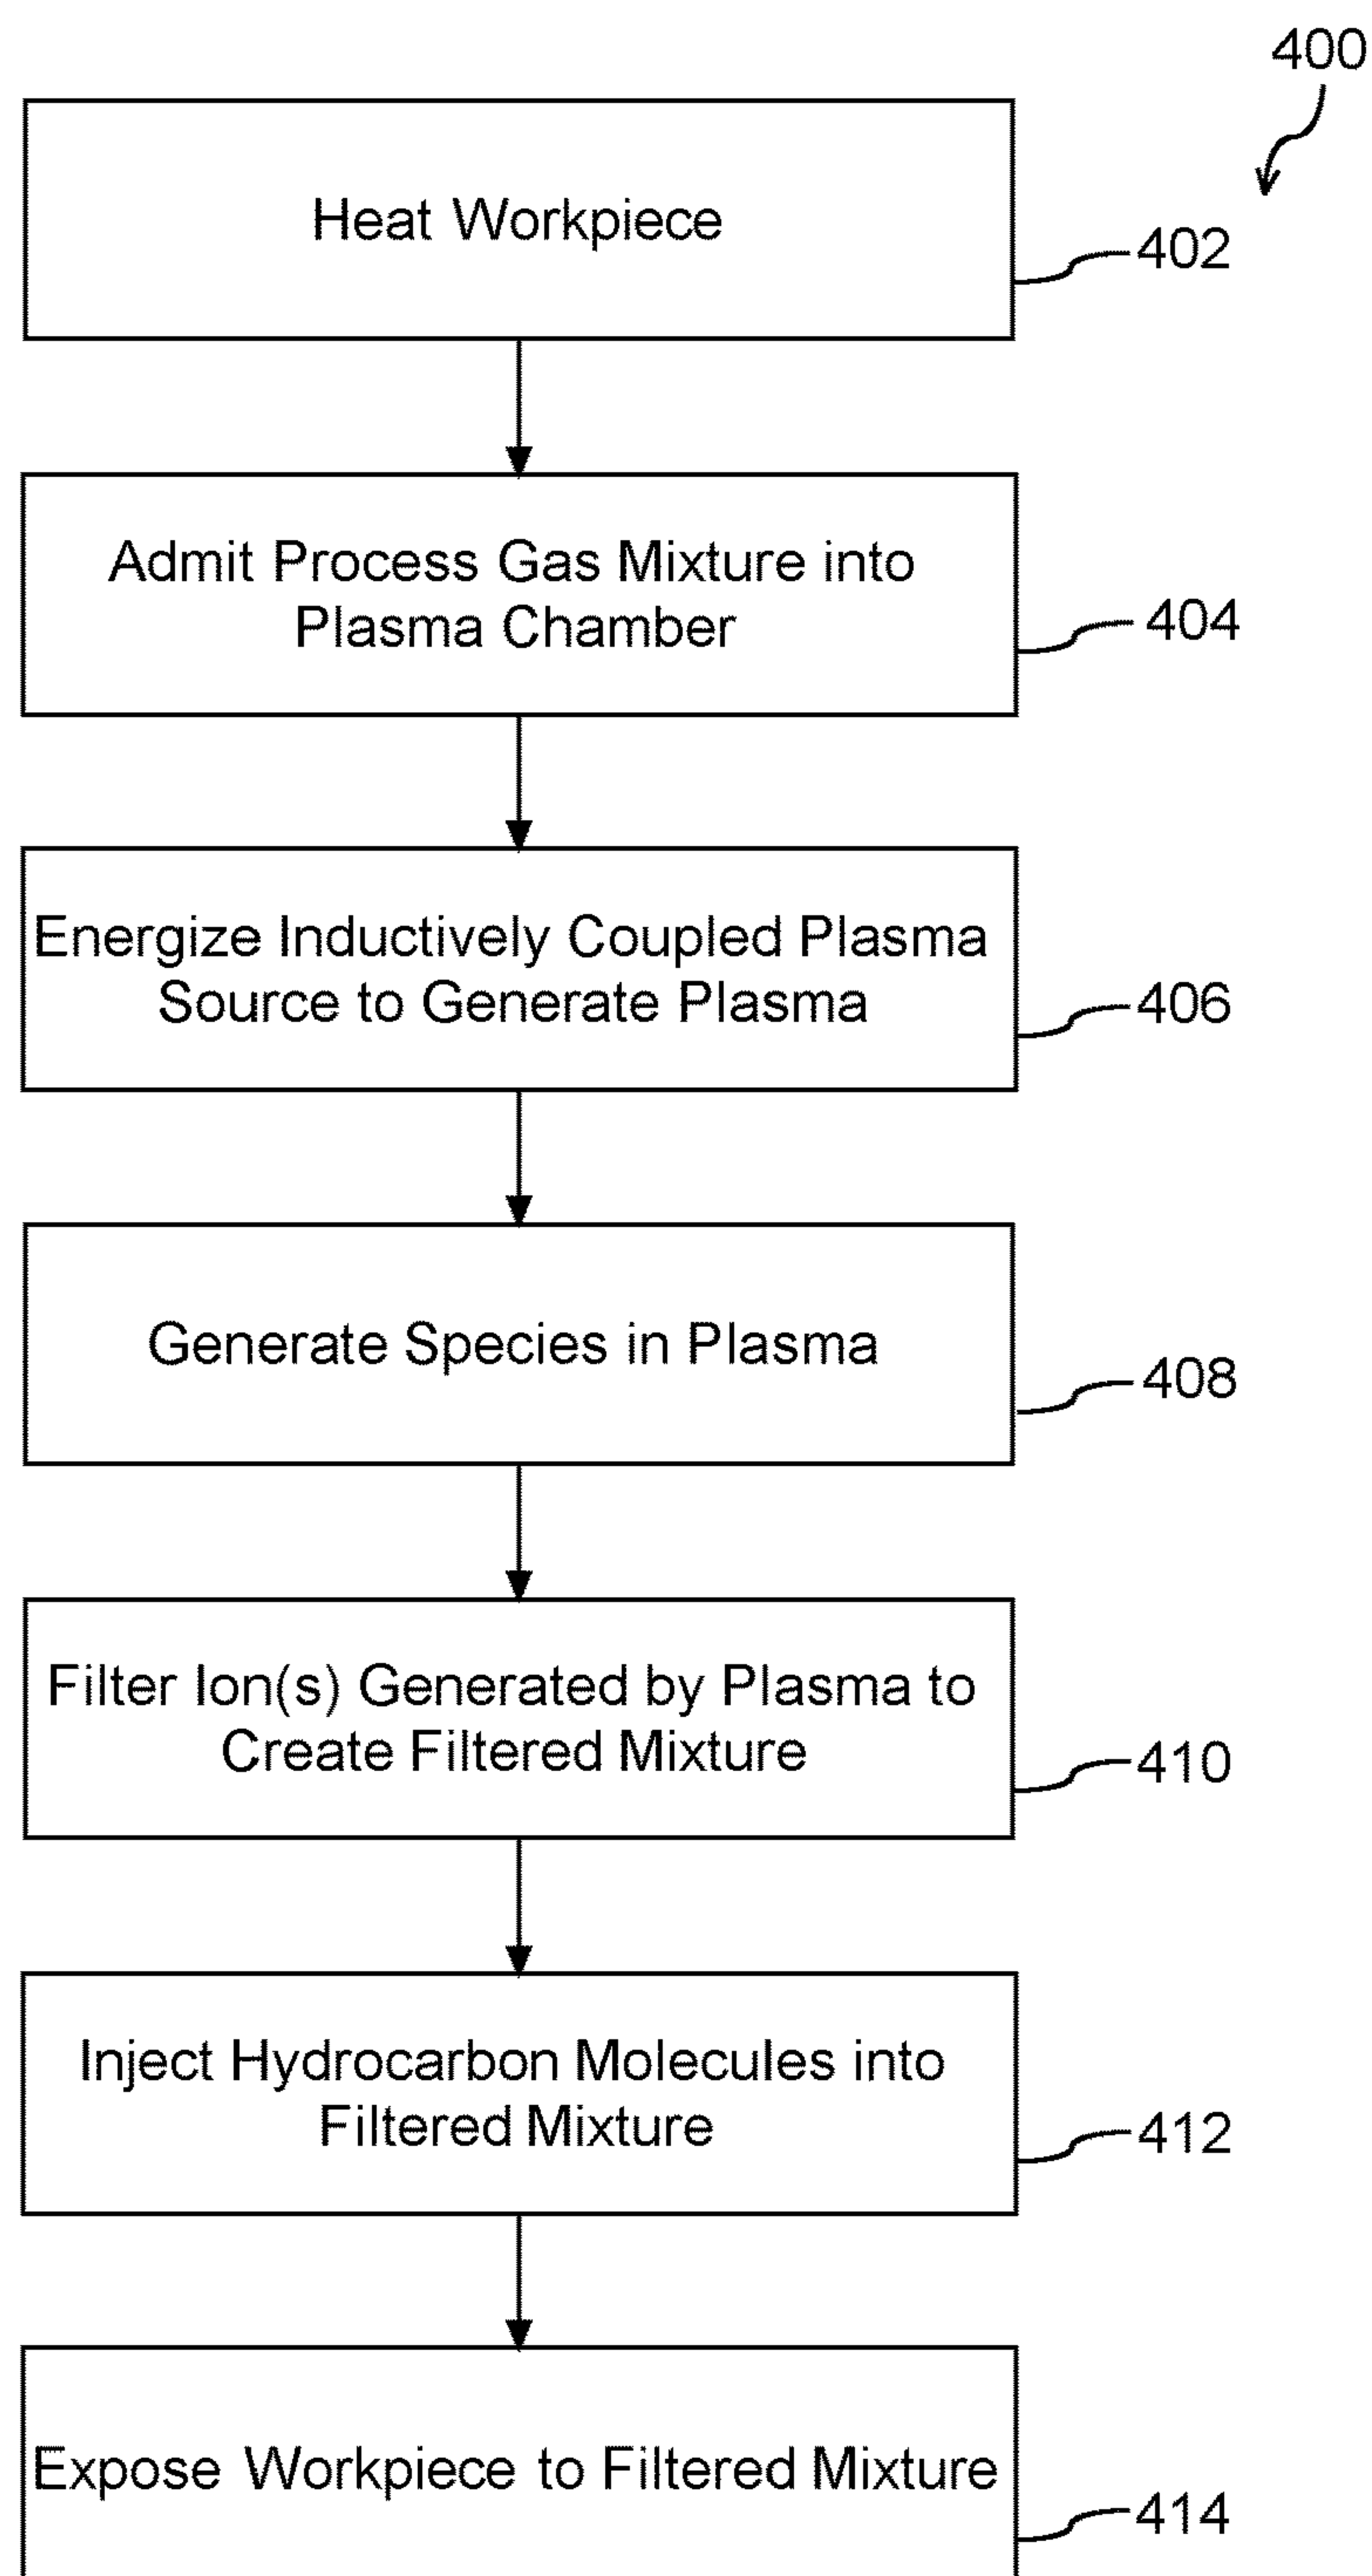 400
Heat Workpiece
402
Admit Process Gas Mixture into
Plasma Chamber
404
Energize Inductively Coupled Plasma
Source to Generate Plasma
406
Generate Species in Plasma
408
Filter Ion(s) Generated by Plasma to
Create Filtered Mixture
410
Inject Hydrocarbon Molecules into
Filtered Mixture
412
Expose Workpiece to Filtered Mixture
414